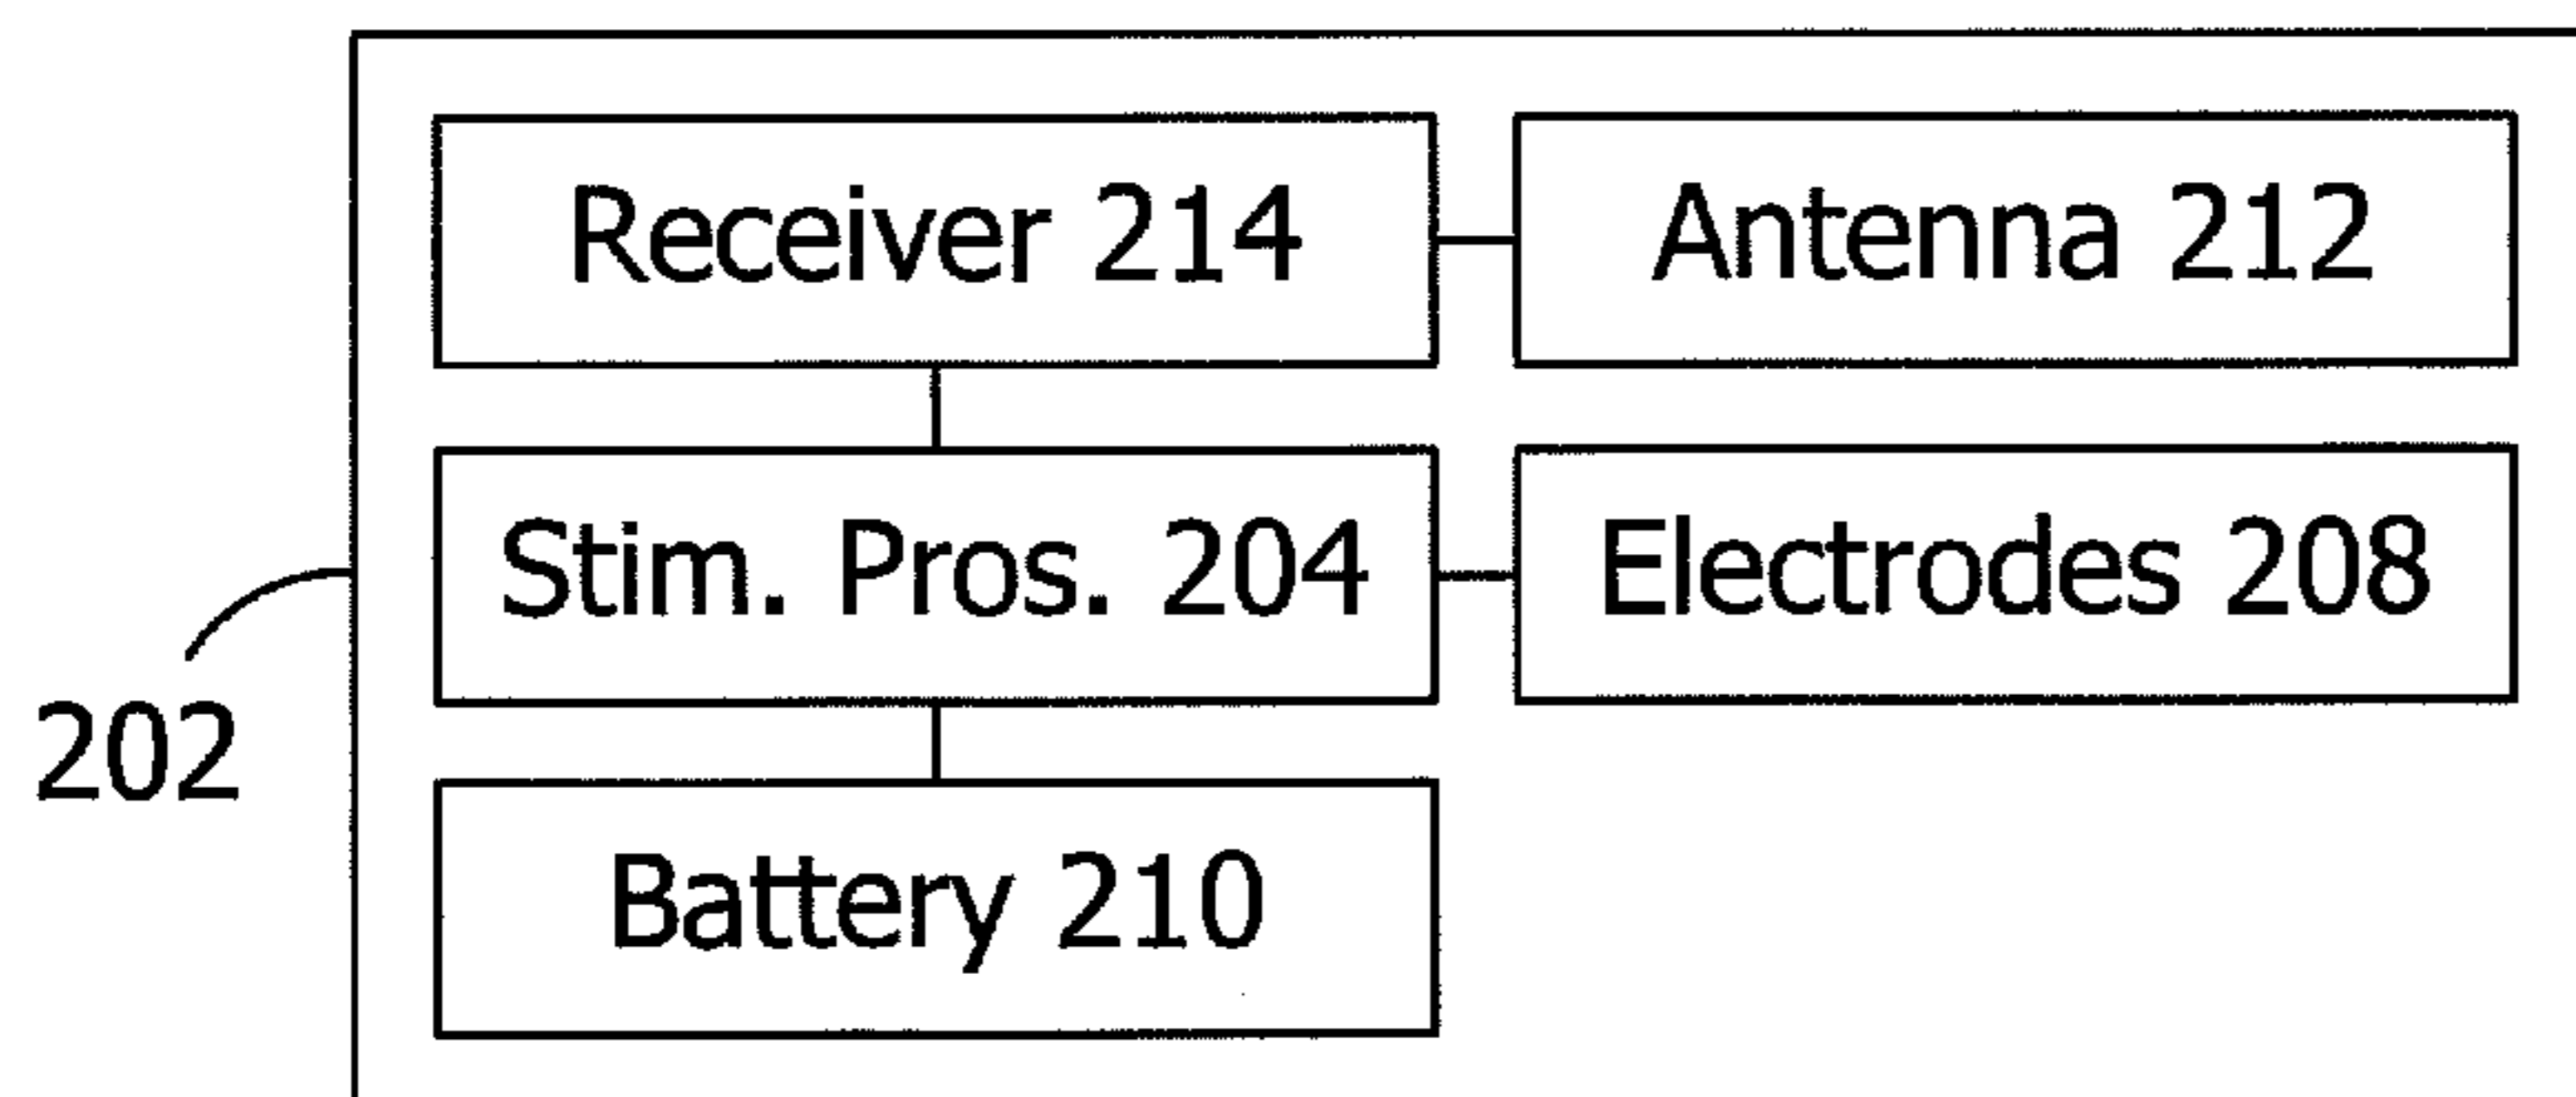 Receiver 214
Antenna 212
Stim. Pros. 204
Electrodes 208
202
Battery 210